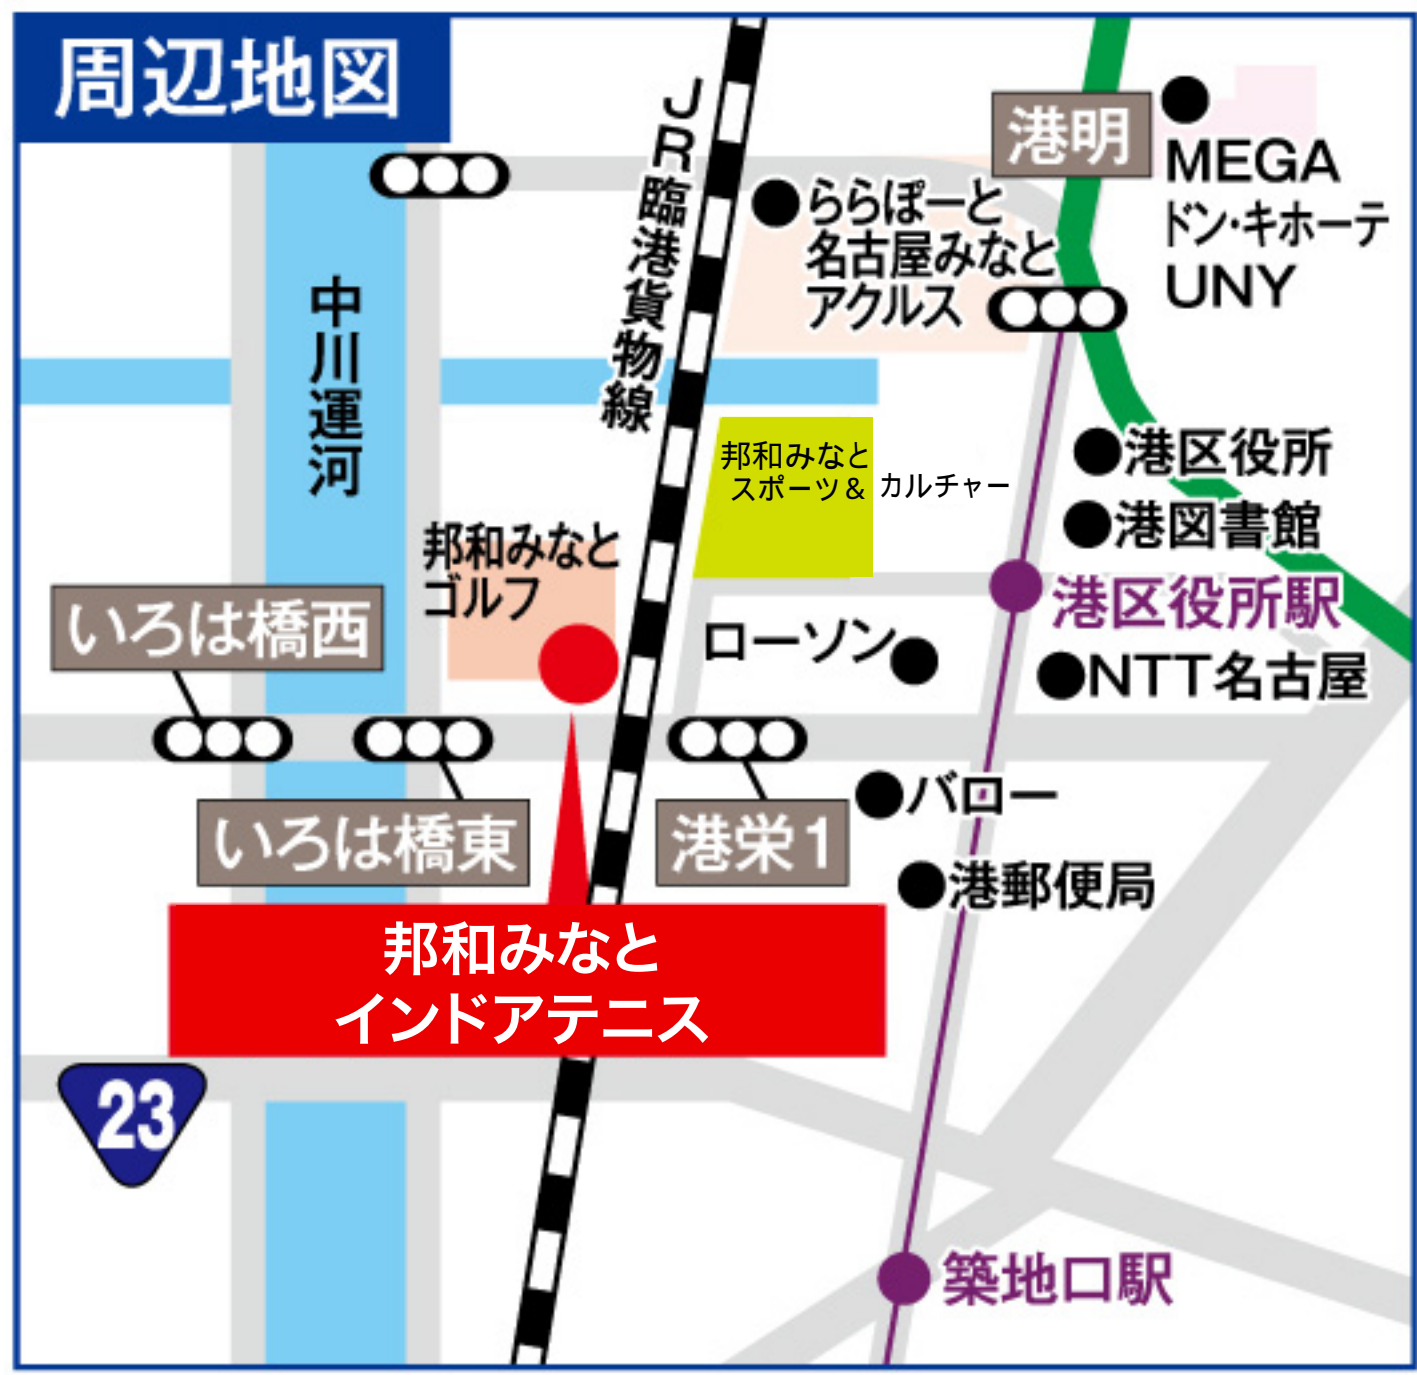 周辺地図
JR臨港貨物線
港明
MEGA
ドン・キホーテ
UNY
ららぽーと
名古屋みなと
アクルス
中川運河
港区役所
邦和みなと
スポーツ& カルチャー
港図書館
邦和みなと
ゴルフ
港区役所駅
いろは橋西
ローソン
NTT名古屋
バロー
いろは橋東
港栄1
港郵便局
邦和みなと
インドアテニス
23
築地口駅